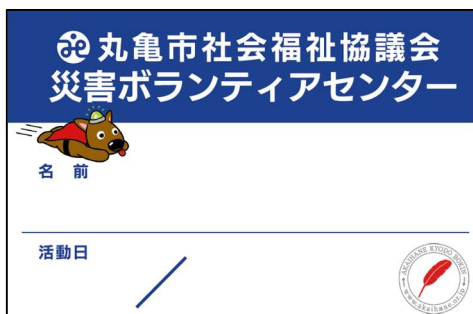 丸亀市社会福祉協議会
災害ボランティアセンター
名 前
活動日
／
AKAIHANE KYODO BOKIN
www.akaihane.or.jp